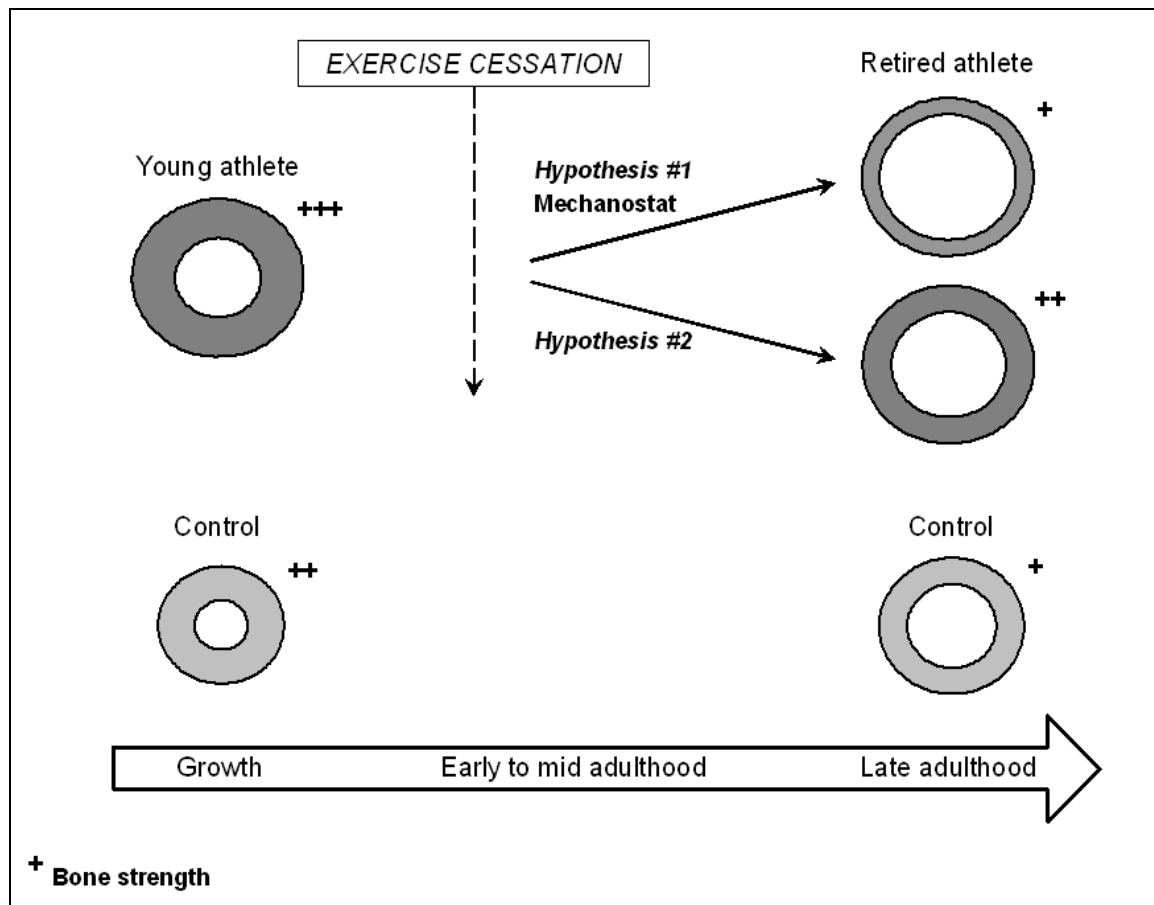 EXERCISE CESSATION
Retired athlete
+
Young athlete
+++
Hypothesis #1
Mechanostat
++
Hypothesis #2
Control
++
Control
+
Growth
Early to mid adulthood
Late adulthood
+ Bone strength